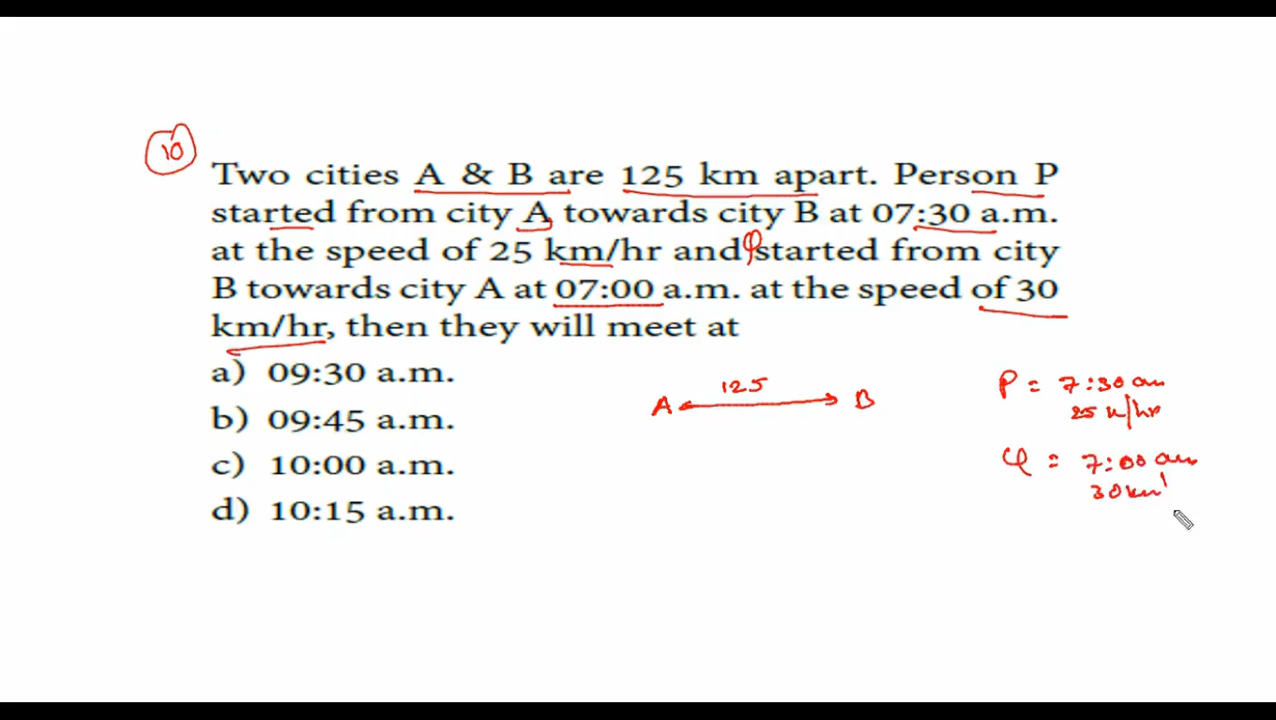 10
Two cities A & B are 125 km apart. Person P
started from city A towards city B at 07:30 a.m.
at the speed of 25 km/hr and φ started from city
B towards city A at 07:00 a.m. at the speed of 30
km/hr, then they will meet at
a) 09:30 a.m.
b) 09:45 a.m.
c) 10:00 a.m.
d) 10:15 a.m.
A 125 B
P = 7:30 am
25 k/hr
φ = 7:00 am
30 km